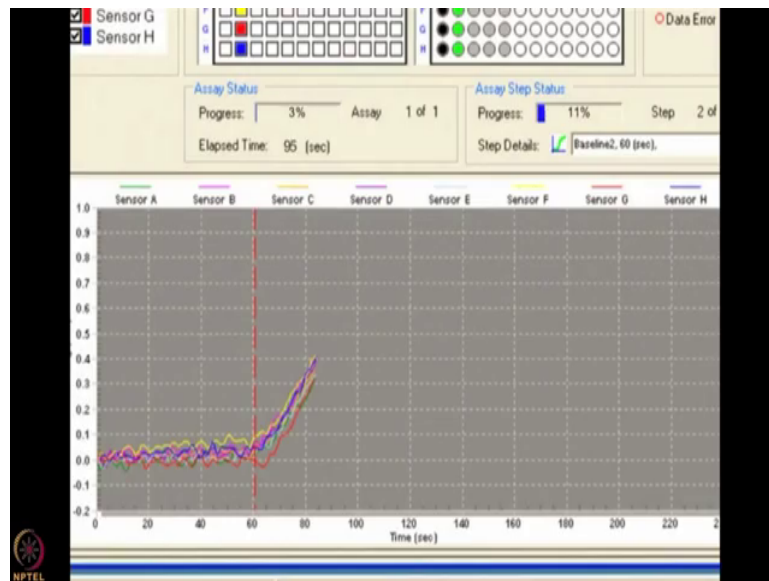 F
Sensor G
G
G
Data Error
Sensor H
H
H
Assay Status
Assay Step Status
Progress: 3% Assay 1 of 1
Progress: 11% Step 2 of
Elapsed Time: 95 (sec)
Step Details: Baseline2, 60 (sec),
Sensor A Sensor B Sensor C Sensor D Sensor E Sensor F Sensor G Sensor H
1.0
0.9
0.8
0.7
0.6
0.5
0.4
0.3
0.2
0.1
0.0
-0.1
-0.2
0 20 40 60 80 100 120 140 160 180 200 220 2
Time (sec)
NPTEL